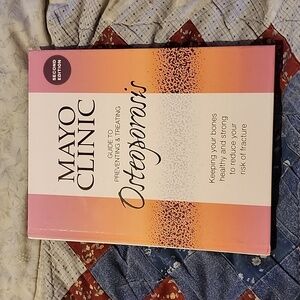 SECOND
EDITION
MAYO
CLINIC
GUIDE TO
PREVENTING & TREATING
Osteoporosis
Keeping your bones
healthy and strong
to reduce your
risk of fracture